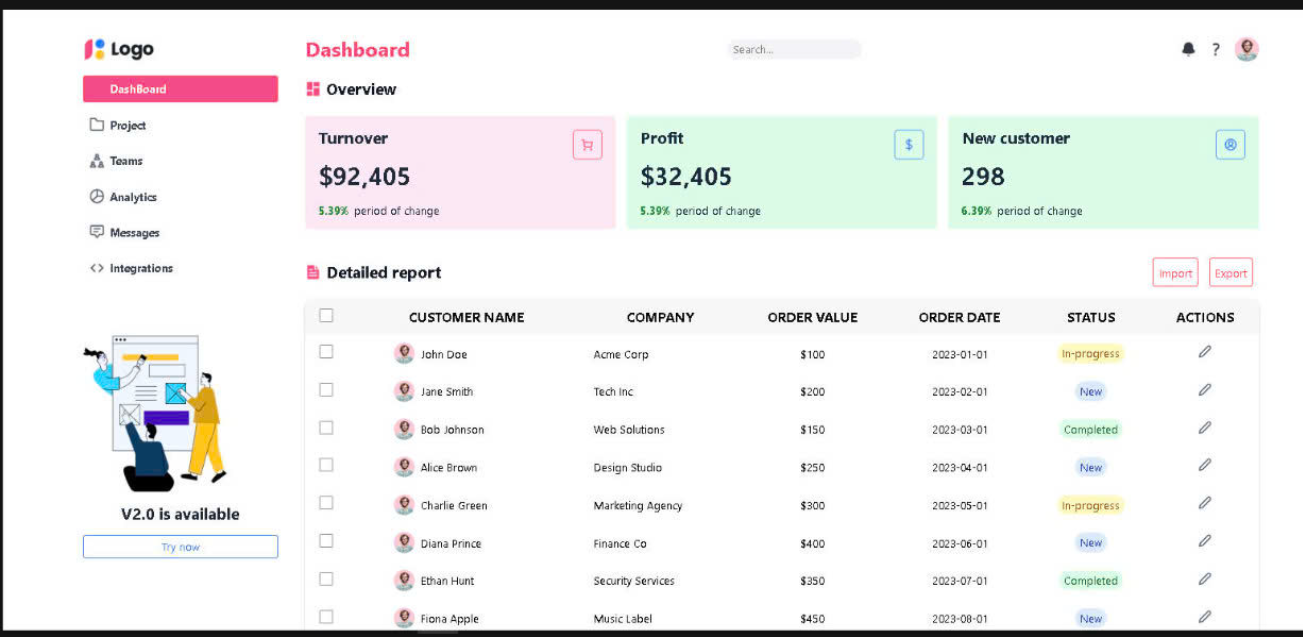 Logo
Dashboard
Search...
?
DashBoard
Project
Teams
Analytics
Messages
Integrations
V2.0 is available
Try now
Overview
Turnover
$92,405
5.39% period of change
Profit
$
$32,405
5.39% period of change
New customer
298
6.39% period of change
Detailed report
Import
Export
CUSTOMER NAME COMPANY ORDER VALUE ORDER DATE STATUS ACTIONS
John Doe Acme Corp $100 2023-01-01 In-progress
Jane Smith Tech Inc $200 2023-02-01 New
Bob Johnson Web Solutions $150 2023-03-01 Completed
Alice Brown Design Studio $250 2023-04-01 New
Charlie Green Marketing Agency $300 2023-05-01 In-progress
Diana Prince Finance Co $400 2023-06-01 New
Ethan Hunt Security Services $350 2023-07-01 Completed
Fiona Apple Music Label $450 2023-08-01 New